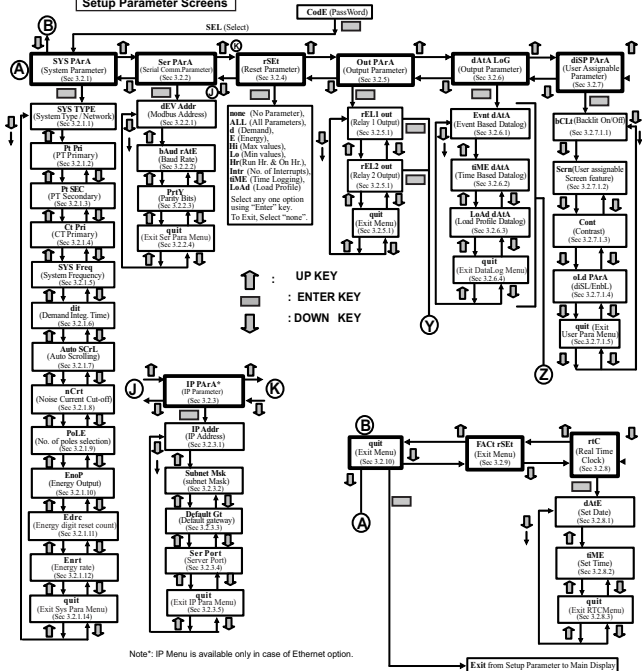 Setup Parameter Screens
CodE (PassWord)
SEL (Select)
B
A
SYS PArA
(System Parameter)
(Sec 3.2.1)
Ser PArA
(Serial Comm.Parameter)
(Sec 3.2.2)
K
J
rSEt
(Reset Parameter)
(Sec 3.2.4)
Out PArA
(Output Parameter)
(Sec 3.2.5)
dAtA LoG
(Output Parameter)
(Sec 3.2.6)
diSP PArA
(User Assignable
Parameter)
(Sec 3.2.7)
SYS TYPE
(System Type / Network)
(Sec 3.2.1.1)
Pt Pri
(PT Primary)
(Sec 3.2.1.2)
Pt SEC
(PT Secondary)
(Sec 3.2.1.3)
Ct Pri
(CT Primary)
(Sec 3.2.1.4)
SYS Freq
(System Frequency)
(Sec 3.2.1.5)
dit
(Demand Integ. Time)
(Sec 3.2.1.6)
Auto SCrL
(Auto Scrolling)
(Sec 3.2.1.7)
nCrt
(Noise Current Cut-off)
(Sec 3.2.1.8)
PoLE
(No. of poles selection)
(Sec 3.2.1.9)
EnoP
(Energy Output)
(Sec 3.2.1.10)
Edrc
(Energy digit reset count)
(Sec 3.2.1.11)
Enrt
(Energy rate)
(Sec 3.2.1.12)
quit
(Exit Sys Para Menu)
(Sec 3.2.1.14)
dEV Addr
(Modbus Address)
(Sec 3.2.2.1)
bAud rAtE
(Baud Rate)
(Sec 3.2.2.2)
PrtY
(Parity Bits)
(Sec 3.2.2.3)
quit
(Exit Ser Para Menu)
(Sec 3.2.2.4)
none (No Parameter),
ALL (All Parameters),
d (Demand),
E (Energy),
Hi (Max values),
Lo (Min values),
Hr(Run Hr. & On Hr.),
Intr (No. of Interrupts),
tiME (Time Logging),
LoAd (Load Profile)
Select any one option
using "Enter" key.
To Exit, Select "none".
rEL1 out
(Relay 1 Output)
(Sec 3.2.5.1)
rEL2 out
(Relay 2 Output)
(Sec 3.2.5.1)
quit
(Exit Menu)
(Sec 3.2.5.1)
Y
Evnt dAtA
(Event Based Datalog)
(Sec 3.2.6.1)
tiME dAtA
(Time Based Datalog)
(Sec 3.2.6.2)
LoAd dAtA
(Load Profile Datalog)
(Sec 3.2.6.3)
quit
(Exit DataLog Menu)
(Sec 3.2.6.4)
Z
bCLt (Backlit On/Off)
(Sec.3.2.7.1.1)
Scrn(User assignable
Screen feature)
(Sec.3.2.7.1.2)
Cont
(Contrast)
(Sec.3.2.7.1.3)
oLd PArA
(diSL/EnbL)
(Sec.3.2.7.1.4)
quit (Exit
User Para Menu)
(Sec.3.2.7.1.5)
: UP KEY
: ENTER KEY
: DOWN KEY
J
IP PArA*
(IP Parameter)
(Sec 3.2.3)
K
IP Addr
(IP Address)
(Sec 3.2.3.1)
Subnet Msk
(subnet Mask)
(Sec 3.2.3.2)
Default Gt
(Default gateway)
(Sec 3.2.3.3)
Ser Port
(Server Port)
(Sec 3.2.3.4)
quit
(Exit IP Para Menu)
(Sec 3.2.3.5)
B
quit
(Exit Menu)
(Sec 3.2.10)
A
FACt rSEt
(Exit Menu)
(Sec 3.2.9)
rtC
(Real Time
Clock)
(Sec 3.2.8)
dAtE
(Set Date)
(Sec 3.2.8.1)
tiME
(Set Time)
(Sec 3.2.8.2)
quit
(Exit RTCMenu)
(Sec 3.2.8.3)
Note*: IP Menu is available only in case of Ethernet option.
Exit from Setup Parameter to Main Display